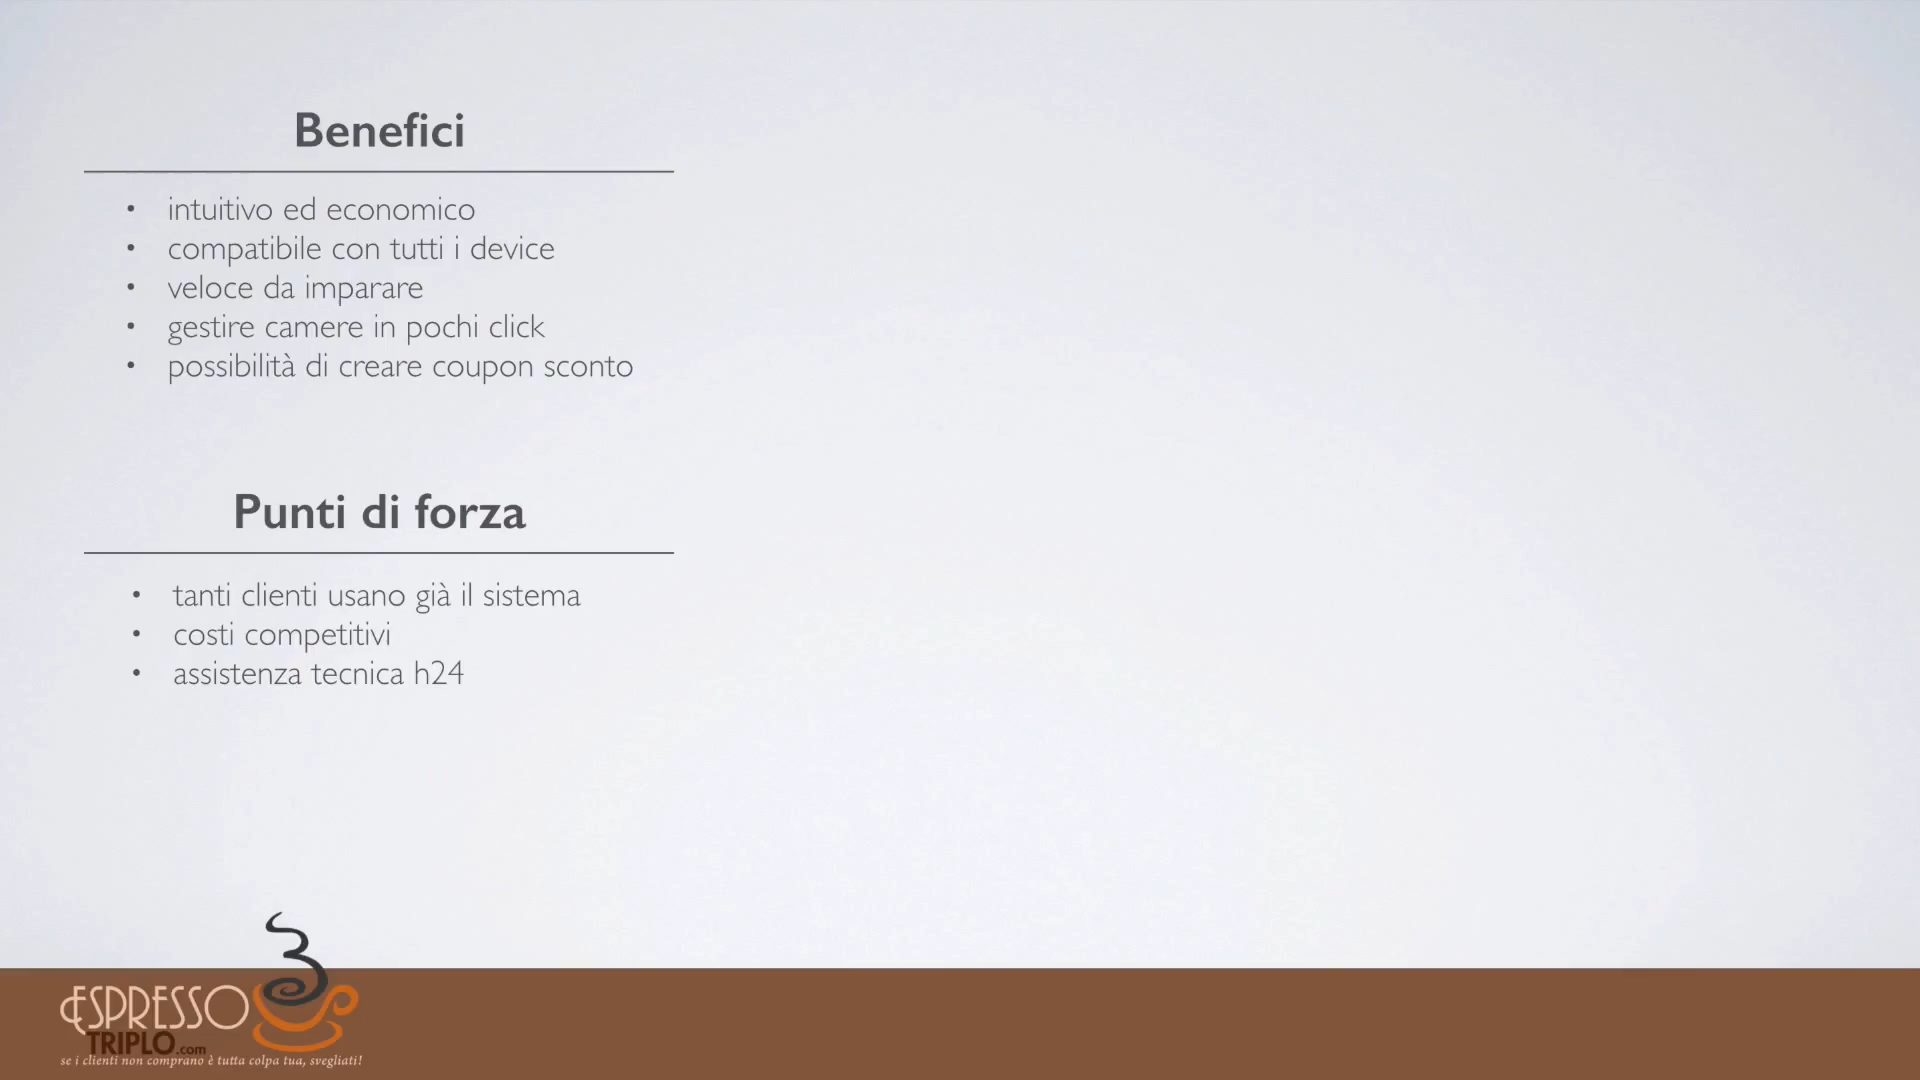 Benefici
• intuitivo ed economico
• compatibile con tutti i device
• veloce da imparare
• gestire camere in pochi click
• possibilità di creare coupon sconto
Punti di forza
• tanti clienti usano già il sistema
• costi competitivi
• assistenza tecnica h24
3
ESPRESSO
TRIPLO.com
se i clienti non comprano è tutta colpa tua, svegliati!